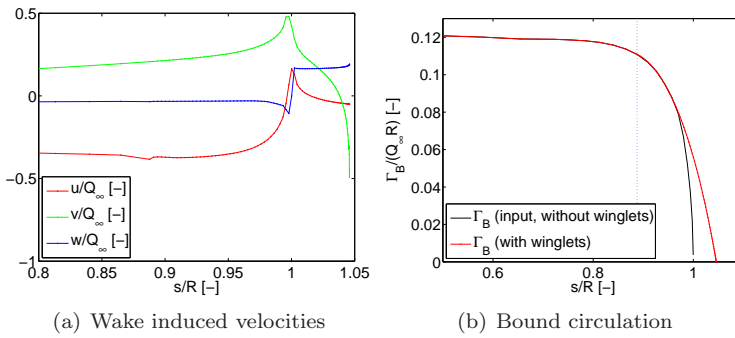 0.5
0
−0.5
−1
0.8
0.85
0.9
0.95
1
1.05
s/R [−]
u/Q∞ [−]
v/Q∞ [−]
w/Q∞ [−]
(a) Wake induced velocities
Γ_B/(Q∞R) [−]
0.12
0.1
0.08
0.06
0.04
0.02
0
0.6
0.8
1
s/R [−]
Γ_B (input, without winglets)
Γ_B (with winglets)
(b) Bound circulation